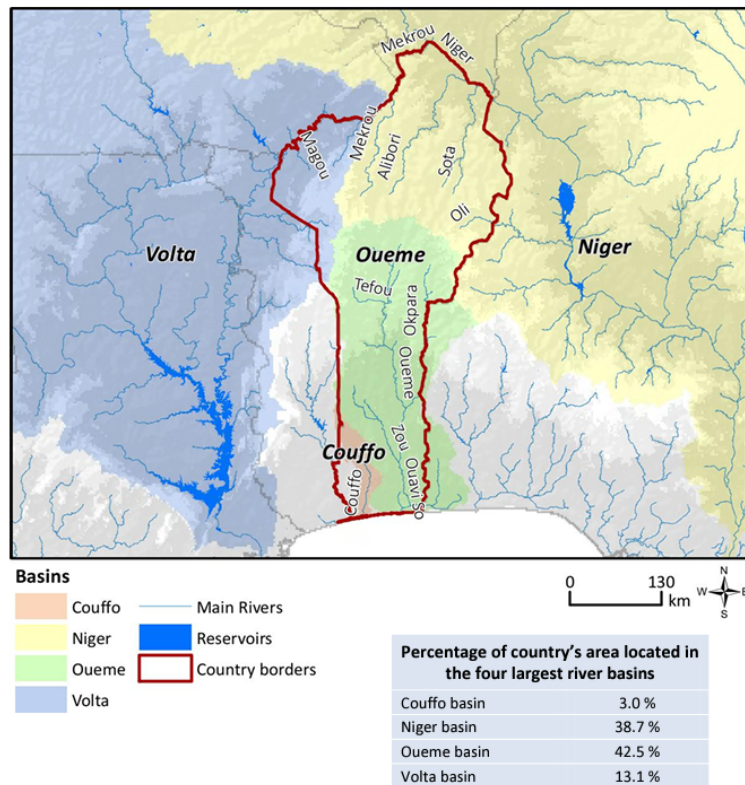 Mekrou
Niger
Mekrou
Magou
Alibori
Sota
Oli
Volta
Oueme
Niger
Tefou
Okpara
Oueme
Zou
Couffo
Couffo
Ouavi
So
Basins
Couffo
Main Rivers
Niger
Reservoirs
Oueme
Country borders
Volta
0 130
km
N
W E
S
Percentage of country's area located in
the four largest river basins
Couffo basin 3.0 %
Niger basin 38.7 %
Oueme basin 42.5 %
Volta basin 13.1 %